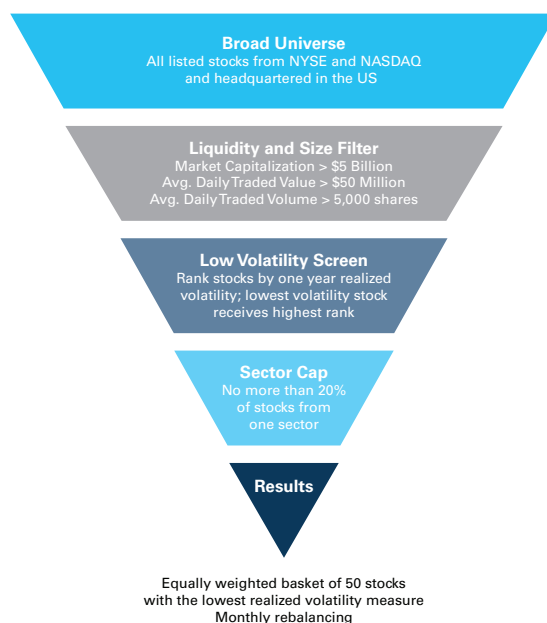 Broad Universe
All listed stocks from NYSE and NASDAQ
and headquartered in the US
Liquidity and Size Filter
Market Capitalization > $5 Billion
Avg. Daily Traded Value > $50 Million
Avg. Daily Traded Volume > 5,000 shares
Low Volatility Screen
Rank stocks by one year realized
volatility; lowest volatility stock
receives highest rank
Sector Cap
No more than 20%
of stocks from
one sector
Results
Equally weighted basket of 50 stocks
with the lowest realized volatility measure
Monthly rebalancing